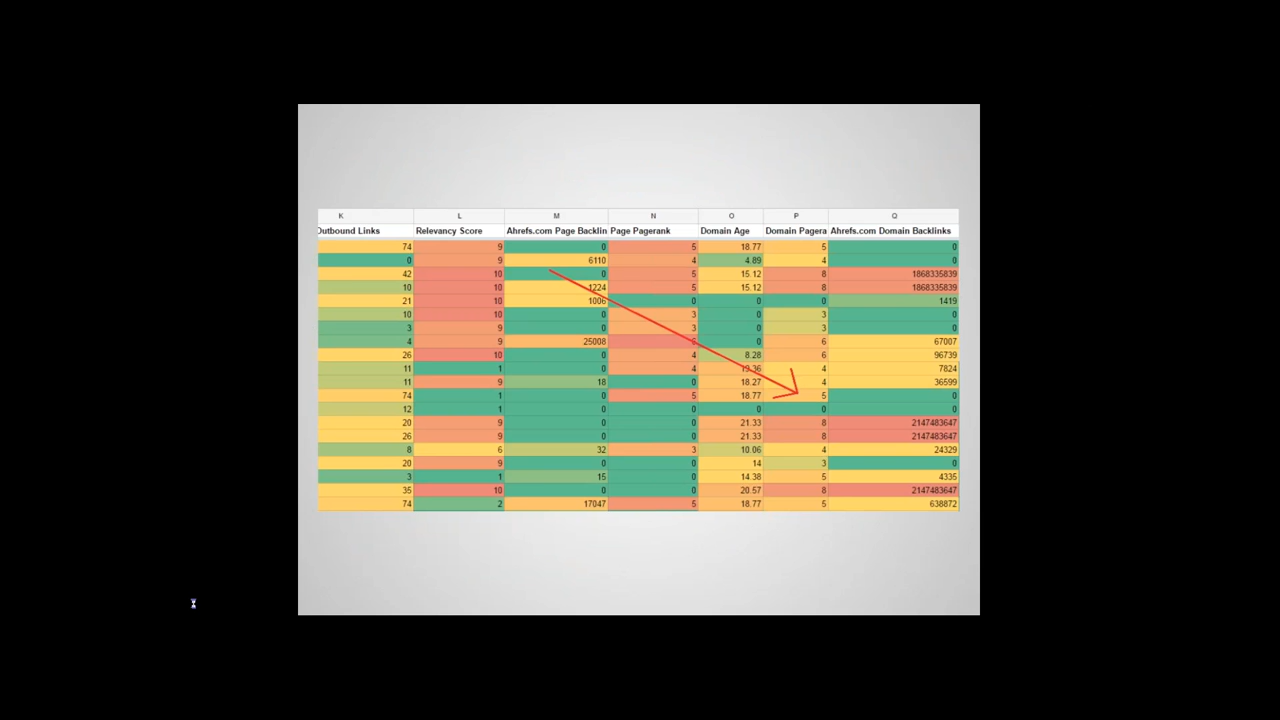 K L M N O P Q
Outbound Links Relevancy Score Ahrefs.com Page Backlin Page Pagerank Domain Age Domain Pagera Ahrefs.com Domain Backlinks
74 9 0 5 18.77 5 0
0 9 6110 4 4.89 4 0
42 10 0 5 15.12 8 1868335839
10 10 1224 5 15.12 8 1868335839
21 10 1006 0 0 0 1419
10 10 0 3 0 3 0
3 9 0 3 0 3 0
4 9 25008 0 6 67007
26 10 0 4 8.28 6 96739
11 1 0 4 4 7824
11 9 18 0 18.27 4 36599
74 1 0 5 18.77 5 0
12 1 0 0 0 0 0
20 9 0 0 21.33 8 2147483647
26 9 0 0 21.33 8 2147483647
8 6 32 3 10.06 4 24329
20 9 0 0 14 3 0
3 1 15 0 14.38 5 4335
35 10 0 0 20.57 8 2147483647
74 2 17047 5 18.77 5 638872